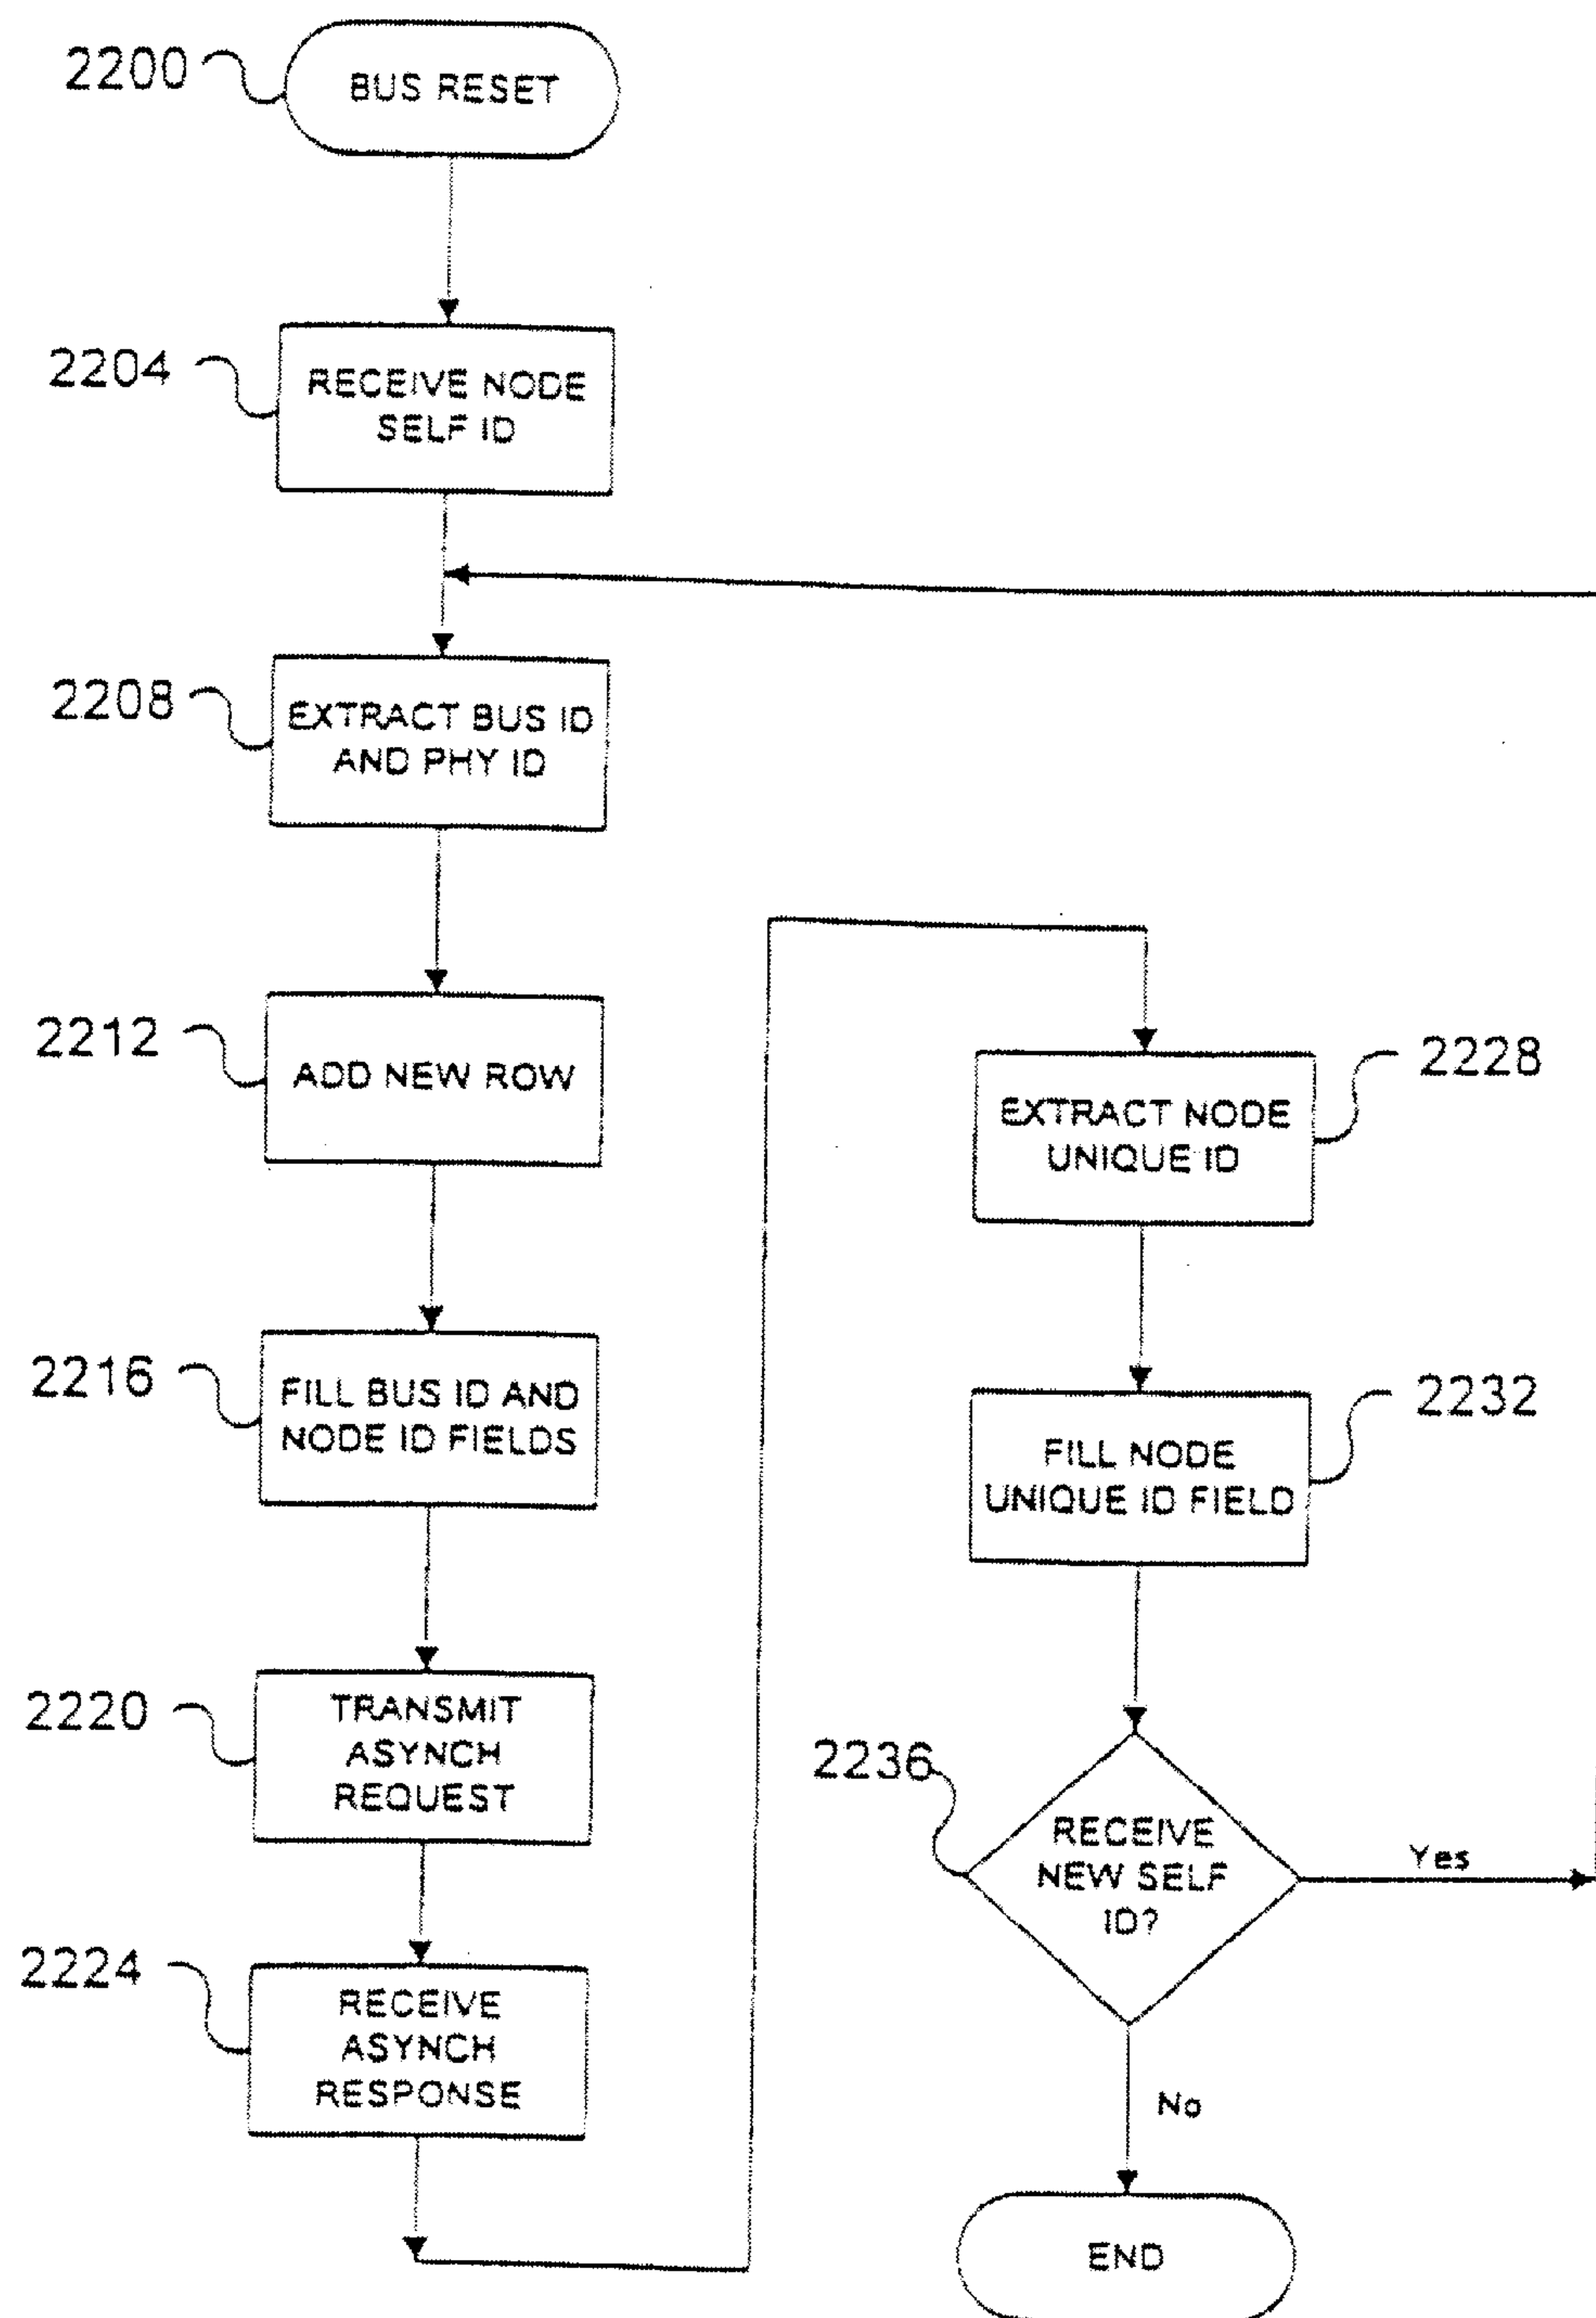 2200
BUS RESET
2204
RECEIVE NODE
SELF ID
2208
EXTRACT BUS ID
AND PHY ID
2212
ADD NEW ROW
2216
FILL BUS ID AND
NODE ID FIELDS
2220
TRANSMIT
ASYNCH
REQUEST
2224
RECEIVE
ASYNCH
RESPONSE
2228
EXTRACT NODE
UNIQUE ID
2232
FILL NODE
UNIQUE ID FIELD
2236
RECEIVE
NEW SELF
ID?
Yes
No
END